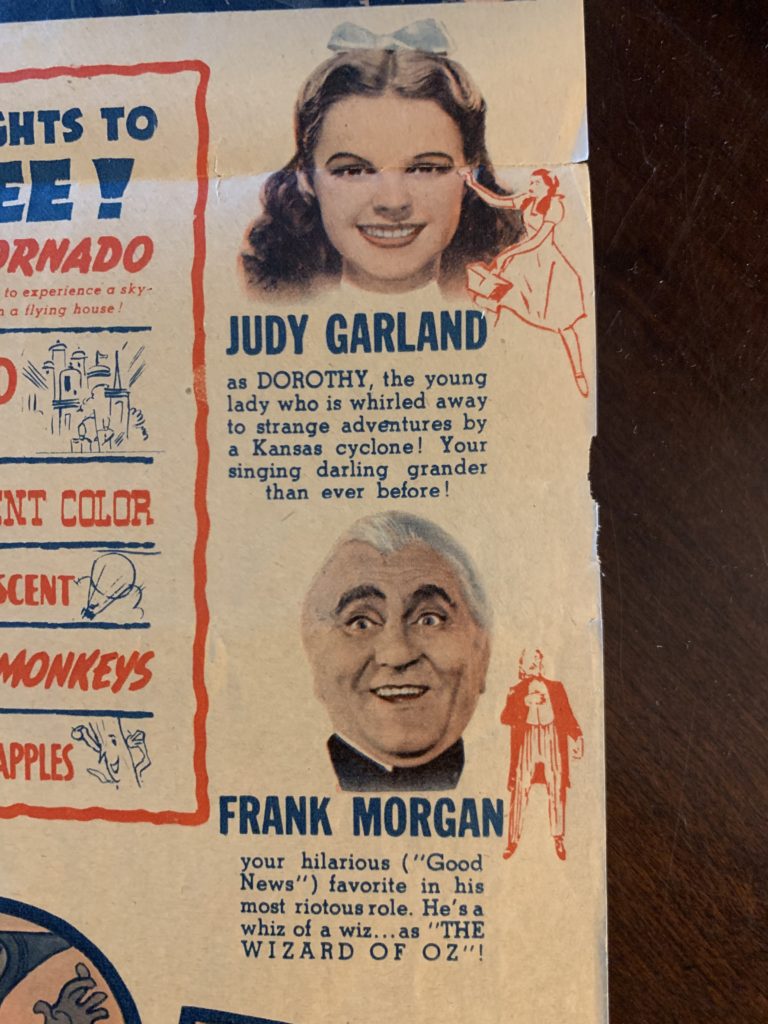 GHTS TO
EE!
ORNADO
to experience a sky-
a flying house!
O
ENT COLOR
SCENT
MONKEYS
APPLES
JUDY GARLAND
as DOROTHY, the young
lady who is whirled away
to strange adventures by
a Kansas cyclone! Your
singing darling grander
than ever before!
FRANK MORGAN
your hilarious ("Good
News") favorite in his
most riotous role. He's a
whiz of a wiz...as "THE
WIZARD OF OZ"!